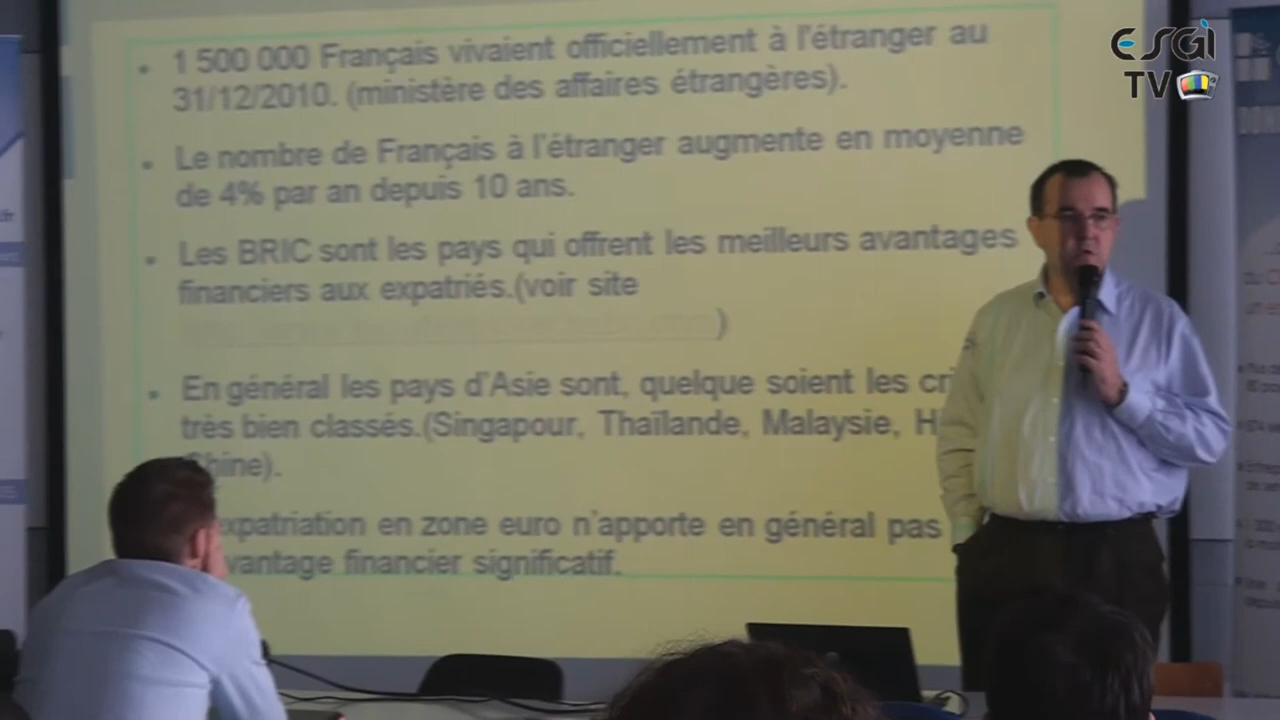 ESGI
TV
1 500 000 Français vivaient officiellement à l'étranger au
31/12/2010. (ministère des affaires étrangères).
Le nombre de Français à l'étranger augmente en moyenne
de 4% par an depuis 10 ans.
Les BRIC sont les pays qui offrent les meilleurs avantages
financiers aux expatriés.(voir site
)
En général les pays d'Asie sont, quelque soient les cri
très bien classés.(Singapour, Thaïlande, Malaysie, H
Chine).
expatriation en zone euro n'apporte en général pas
vantage financier significatif.